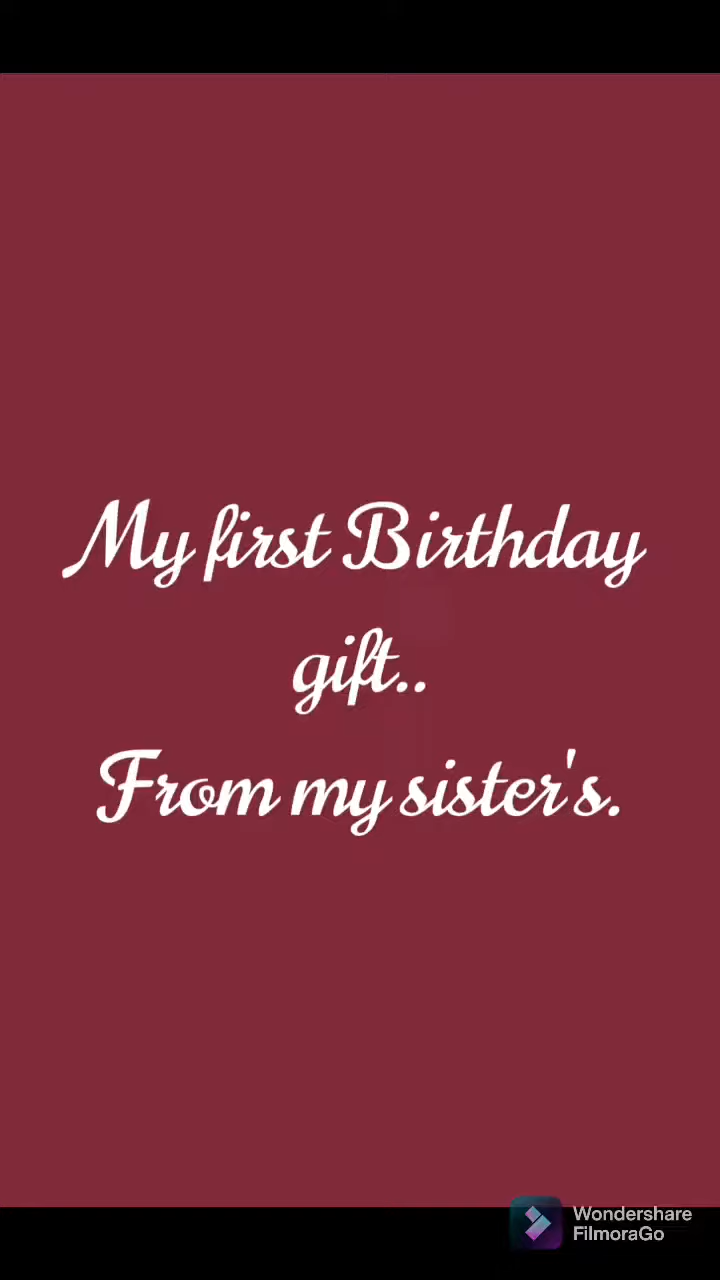 My first Birthday
gift..
From my sister's.
Wondershare
FilmoraGo